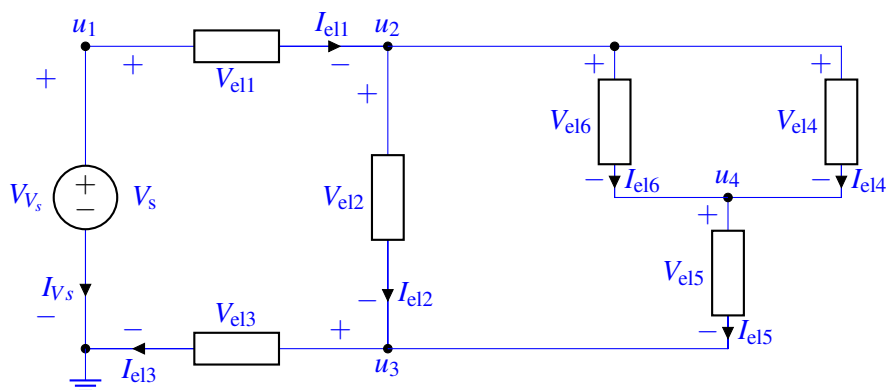 u1 Iel1 u2
+ + − + + +
Vel1
Vel6 Vel4
VVs + − Vs Vel2 − Iel6 u4 − Iel4
+
Vel5
IVs − Iel2
− − Vel3 + − Iel5
Iel3 u3